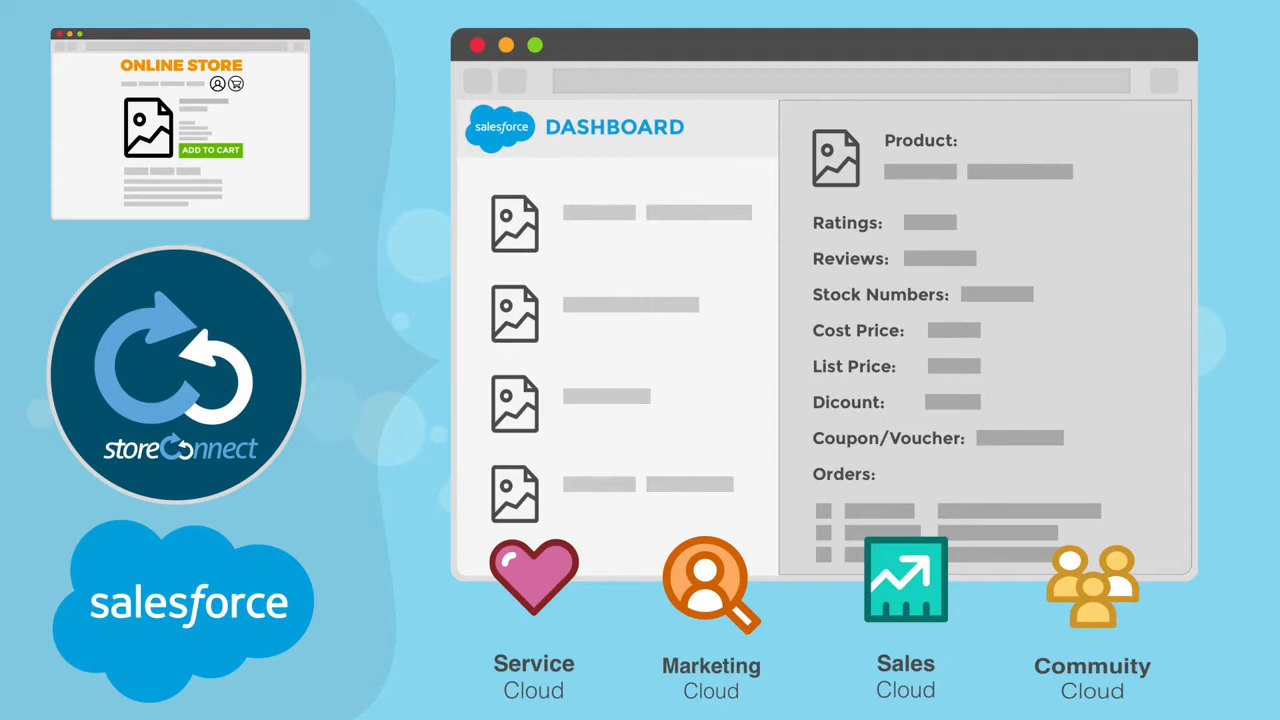 ONLINE STORE
ADD TO CART
storeConnect
salesforce
salesforce DASHBOARD
Product:
Ratings:
Reviews:
Stock Numbers:
Cost Price:
List Price:
Dicount:
Coupon/Voucher:
Orders:
Service
Cloud
Marketing
Cloud
Sales
Cloud
Commuity
Cloud